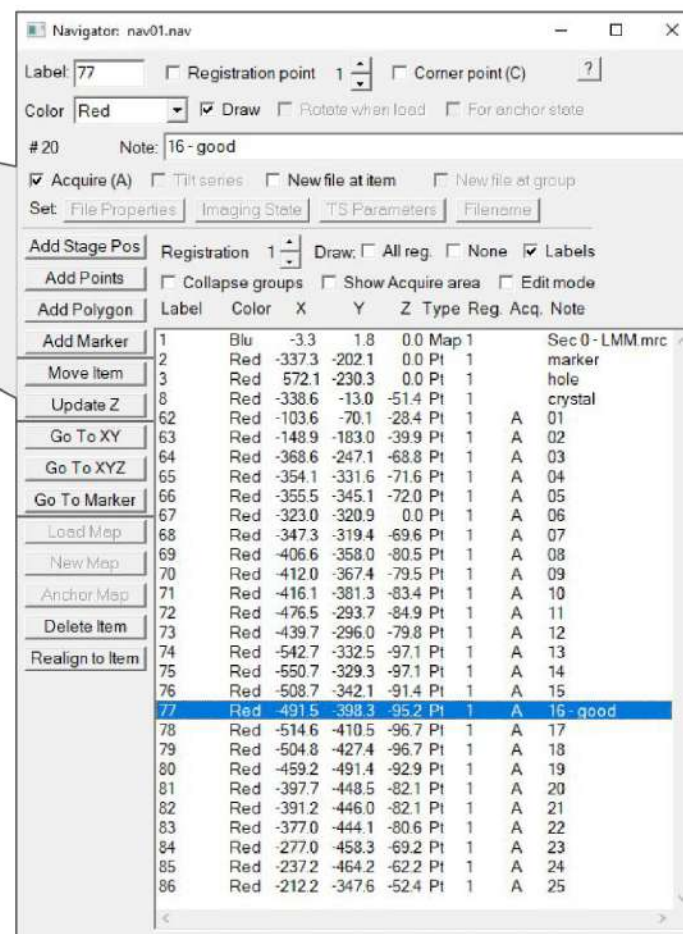 Navigator: nav01.nav
Label: 77 Registration point 1 Corner point (C) ?
Color Red Draw Rotate when load For anchor state
# 20 Note: 16 - good
Acquire (A) Tilt series New file at item New file at group
Set: File Properties Imaging State TS Parameters Filename
Add Stage Pos Registration 1 Draw: All reg. None Labels
Add Points Collapse groups Show Acquire area Edit mode
Add Polygon Label Color X Y Z Type Reg. Acq. Note
Add Marker
Move Item
Update Z
Go To XY
Go To XYZ
Go To Marker
Load Map
New Map
Anchor Map
Delete Item
Realign to Item
1 Blu -3.3 1.8 0.0 Map 1 Sec 0 - LMM.mrc
2 Red -337.3 -202.1 0.0 Pt 1 marker
3 Red 572.1 -230.3 0.0 Pt 1 hole
8 Red -338.6 -13.0 -51.4 Pt 1 crystal
62 Red -103.6 -70.1 -28.4 Pt 1 A 01
63 Red -148.9 -183.0 -39.9 Pt 1 A 02
64 Red -368.6 -247.1 -68.8 Pt 1 A 03
65 Red -354.1 -331.6 -71.6 Pt 1 A 04
66 Red -355.5 -345.1 -72.0 Pt 1 A 05
67 Red -323.0 -320.9 0.0 Pt 1 A 06
68 Red -347.3 -319.4 -69.6 Pt 1 A 07
69 Red -406.6 -358.0 -80.5 Pt 1 A 08
70 Red -412.0 -367.4 -79.5 Pt 1 A 09
71 Red -416.1 -381.3 -83.4 Pt 1 A 10
72 Red -476.5 -293.7 -84.9 Pt 1 A 11
73 Red -439.7 -296.0 -79.8 Pt 1 A 12
74 Red -542.7 -332.5 -97.1 Pt 1 A 13
75 Red -550.7 -329.3 -97.1 Pt 1 A 14
76 Red -508.7 -342.1 -91.4 Pt 1 A 15
77 Red -491.5 -398.3 -95.2 Pt 1 A 16 - good
78 Red -514.6 -410.5 -96.7 Pt 1 A 17
79 Red -504.8 -427.4 -96.7 Pt 1 A 18
80 Red -459.2 -491.4 -92.9 Pt 1 A 19
81 Red -397.7 -448.5 -82.1 Pt 1 A 20
82 Red -391.2 -446.0 -82.1 Pt 1 A 21
83 Red -377.0 -444.1 -80.6 Pt 1 A 22
84 Red -277.0 -458.3 -69.2 Pt 1 A 23
85 Red -237.2 -464.2 -62.2 Pt 1 A 24
86 Red -212.2 -347.6 -52.4 Pt 1 A 25